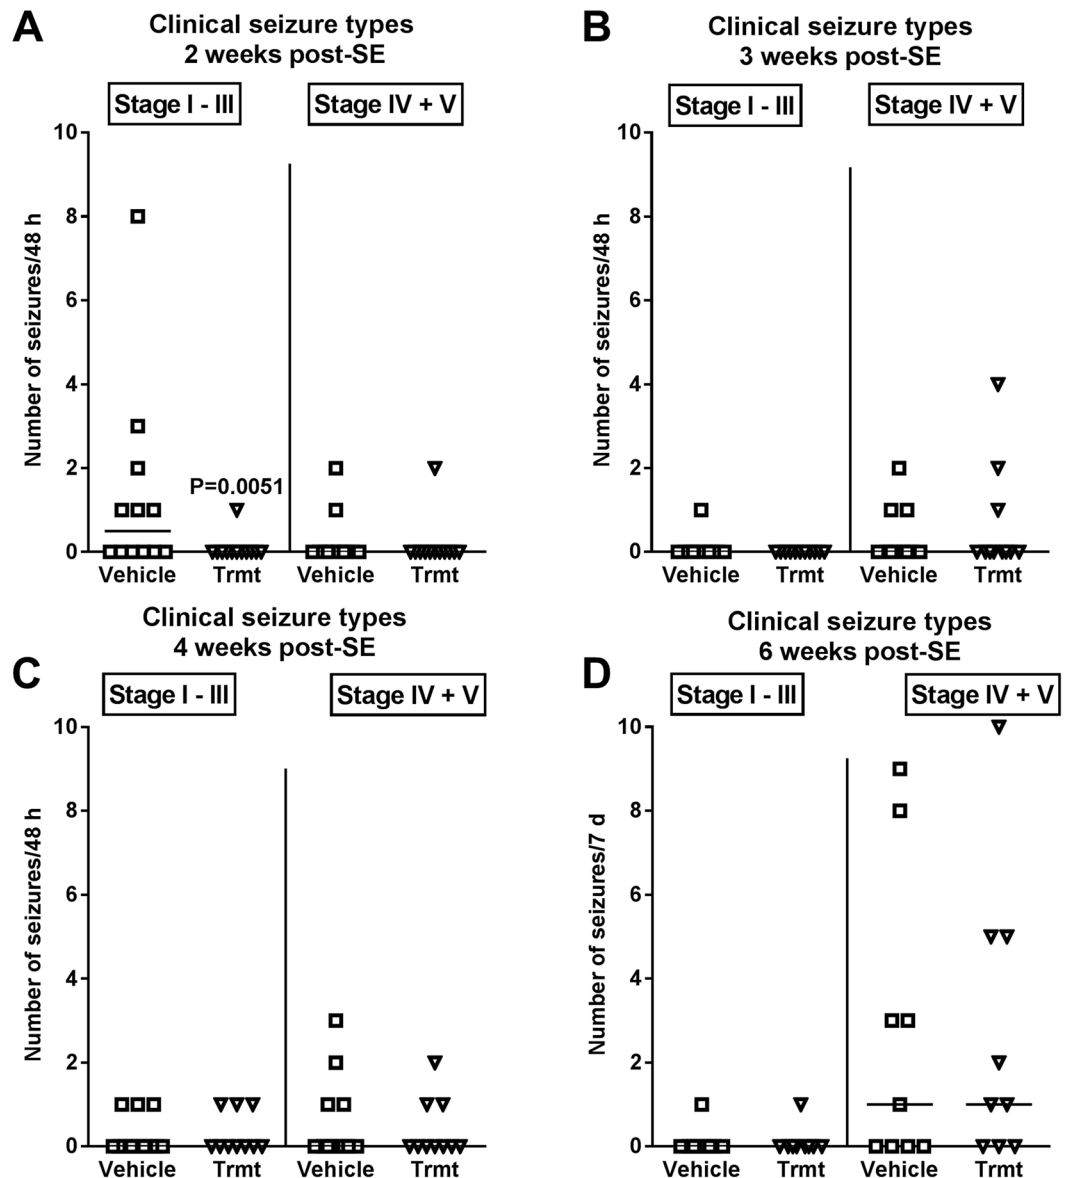 A
Clinical seizure types
2 weeks post-SE
Stage I - III
Stage IV + V
Number of seizures/48 h
10
8
6
4
2
0
P=0.0051
Vehicle
Trmt
Vehicle
Trmt
B
Clinical seizure types
3 weeks post-SE
Stage I - III
Stage IV + V
Number of seizures/48 h
10
8
6
4
2
0
Vehicle
Trmt
Vehicle
Trmt
C
Clinical seizure types
4 weeks post-SE
Stage I - III
Stage IV + V
Number of seizures/48 h
10
8
6
4
2
0
Vehicle
Trmt
Vehicle
Trmt
D
Clinical seizure types
6 weeks post-SE
Stage I - III
Stage IV + V
Number of seizures/7 d
10
8
6
4
2
0
Vehicle
Trmt
Vehicle
Trmt